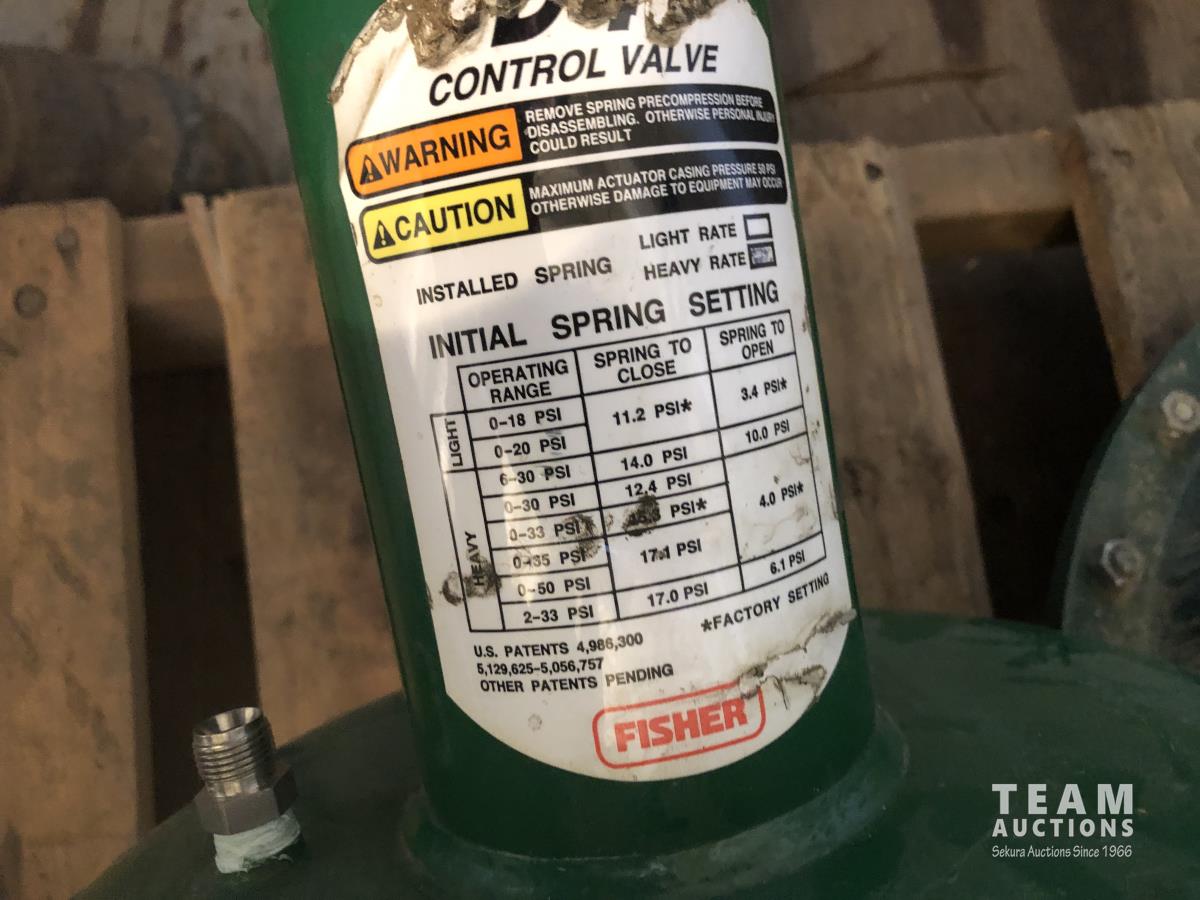 CONTROL VALVE
WARNING
REMOVE SPRING PRECOMPRESSION BEFORE
DISASSEMBLING. OTHERWISE PERSONAL INJURY
COULD RESULT
CAUTION
MAXIMUM ACTUATOR CASING PRESSURE 50 PSI
OTHERWISE DAMAGE TO EQUIPMENT MAY OCCUR
INSTALLED SPRING
LIGHT RATE
HEAVY RATE
INITIAL SPRING SETTING
OPERATING RANGE SPRING TO CLOSE SPRING TO OPEN
LIGHT
0-18 PSI 11.2 PSI* 3.4 PSI*
0-20 PSI
HEAVY
6-30 PSI 14.0 PSI 10.0 PSI
0-30 PSI 12.4 PSI 4.0 PSI*
0-33 PSI PSI*
0-35 PSI 17.1 PSI
0-50 PSI
2-33 PSI 17.0 PSI 6.1 PSI
*FACTORY SETTING
U.S. PATENTS 4,986,300
5,129,625-5,056,757
OTHER PATENTS PENDING
FISHER
TEAM
AUCTIONS
Sekura Auctions Since 1966